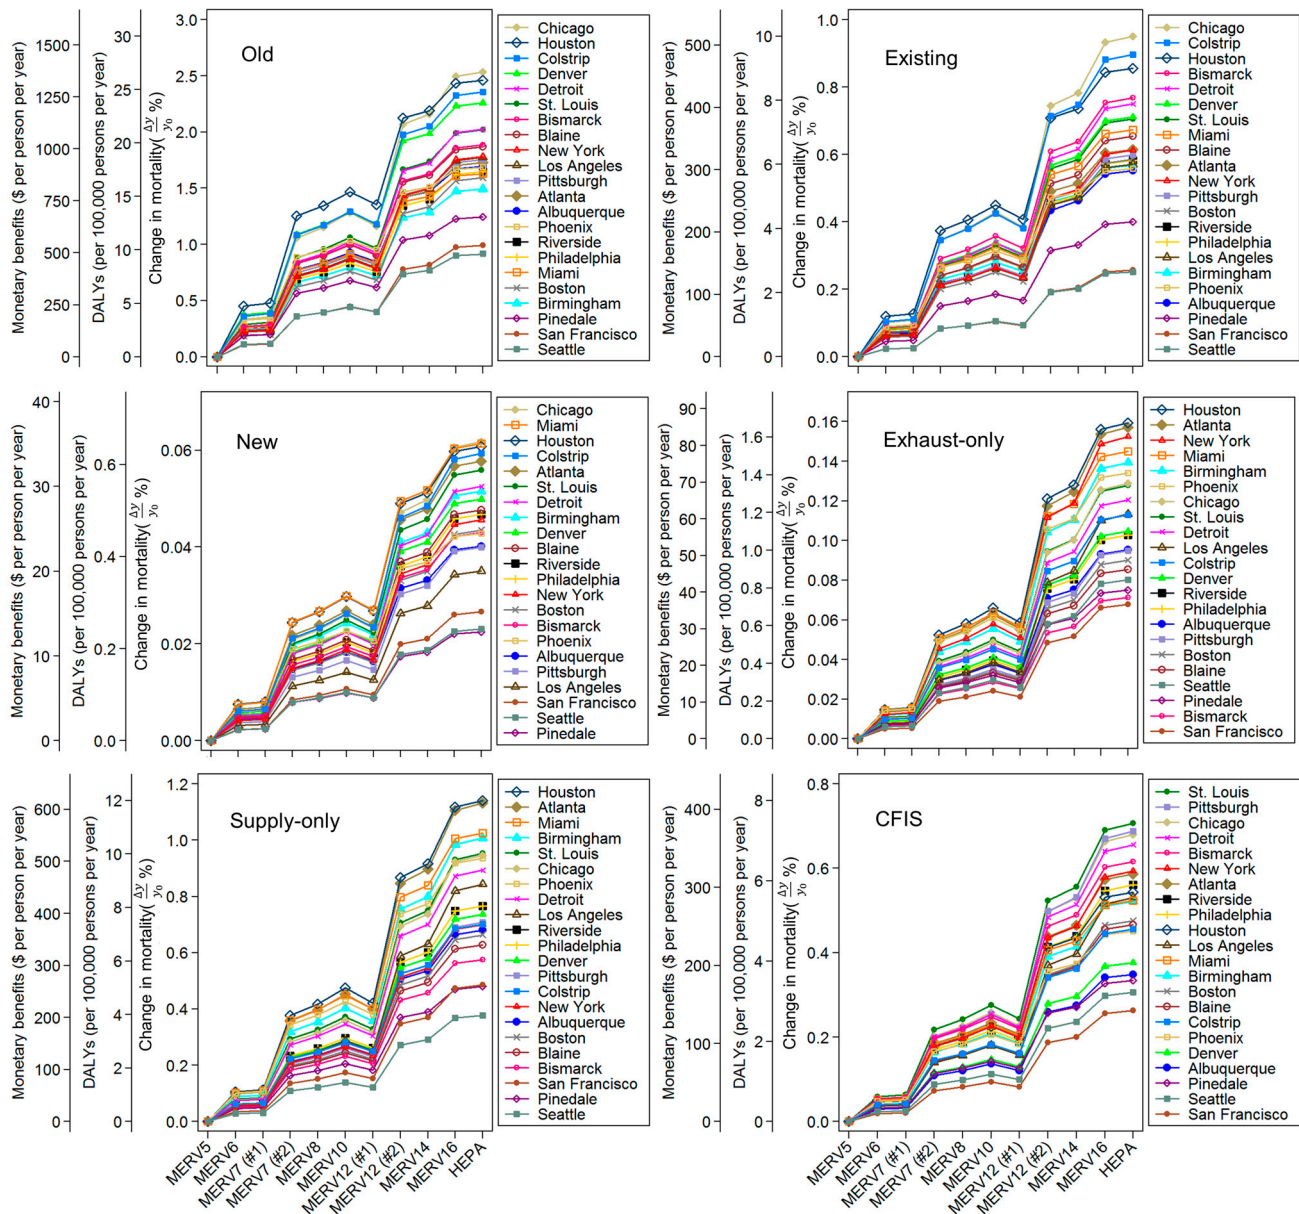 Old
Monetary benefits ($ per person per year)
1500
1250
1000
750
500
250
0
DALYs (per 100,000 persons per year)
30
25
20
15
10
5
0
Change in mortality( Δy/y₀ %)
3.0
2.5
2.0
1.5
1.0
0.5
0.0
Chicago
Houston
Colstrip
Denver
Detroit
St. Louis
Bismarck
Blaine
New York
Los Angeles
Pittsburgh
Atlanta
Albuquerque
Phoenix
Riverside
Philadelphia
Miami
Boston
Birmingham
Pinedale
San Francisco
Seattle
Existing
Monetary benefits ($ per person per year)
500
400
300
200
100
0
DALYs (per 100,000 persons per year)
10
8
6
4
2
0
Change in mortality( Δy/y₀ %)
1.0
0.8
0.6
0.4
0.2
0.0
Chicago
Colstrip
Houston
Bismarck
Detroit
Denver
St. Louis
Miami
Blaine
Atlanta
New York
Pittsburgh
Boston
Riverside
Philadelphia
Los Angeles
Birmingham
Phoenix
Albuquerque
Pinedale
San Francisco
Seattle
New
Monetary benefits ($ per person per year)
40
30
20
10
0
DALYs (per 100,000 persons per year)
0.6
0.4
0.2
0.0
Change in mortality( Δy/y₀ %)
0.06
0.04
0.02
0.00
Chicago
Miami
Houston
Colstrip
Atlanta
St. Louis
Detroit
Birmingham
Denver
Blaine
Riverside
Philadelphia
New York
Boston
Bismarck
Phoenix
Albuquerque
Pittsburgh
Los Angeles
San Francisco
Seattle
Pinedale
Exhaust-only
Monetary benefits ($ per person per year)
90
80
70
60
50
40
30
20
10
0
DALYs (per 100,000 persons per year)
1.6
1.4
1.2
1.0
0.8
0.6
0.4
0.2
0.0
Change in mortality( Δy/y₀ %)
0.16
0.14
0.12
0.10
0.08
0.06
0.04
0.02
0.00
Houston
Atlanta
New York
Miami
Birmingham
Phoenix
Chicago
St. Louis
Detroit
Los Angeles
Colstrip
Denver
Riverside
Philadelphia
Albuquerque
Pittsburgh
Boston
Blaine
Seattle
Pinedale
Bismarck
San Francisco
Supply-only
Monetary benefits ($ per person per year)
600
500
400
300
200
100
0
DALYs (per 100,000 persons per year)
12
10
8
6
4
2
0
Change in mortality( Δy/y₀ %)
1.2
1.0
0.8
0.6
0.4
0.2
0.0
Houston
Atlanta
Miami
Birmingham
St. Louis
Chicago
Phoenix
Detroit
Los Angeles
Riverside
Philadelphia
Denver
Pittsburgh
Colstrip
New York
Albuquerque
Boston
Blaine
Bismarck
San Francisco
Pinedale
Seattle
MERV5
MERV6
MERV7 (#1)
MERV7 (#2)
MERV8
MERV10
MERV12 (#1)
MERV12 (#2)
MERV14
MERV16
HEPA
CFIS
Monetary benefits ($ per person per year)
400
300
200
100
0
DALYs (per 100,000 persons per year)
8
6
4
2
0
Change in mortality( Δy/y₀ %)
0.8
0.6
0.4
0.2
0.0
St. Louis
Pittsburgh
Chicago
Detroit
Bismarck
New York
Atlanta
Riverside
Philadelphia
Houston
Los Angeles
Miami
Birmingham
Boston
Blaine
Colstrip
Phoenix
Denver
Albuquerque
Pinedale
Seattle
San Francisco
MERV5
MERV6
MERV7 (#1)
MERV7 (#2)
MERV8
MERV10
MERV12 (#1)
MERV12 (#2)
MERV14
MERV16
HEPA